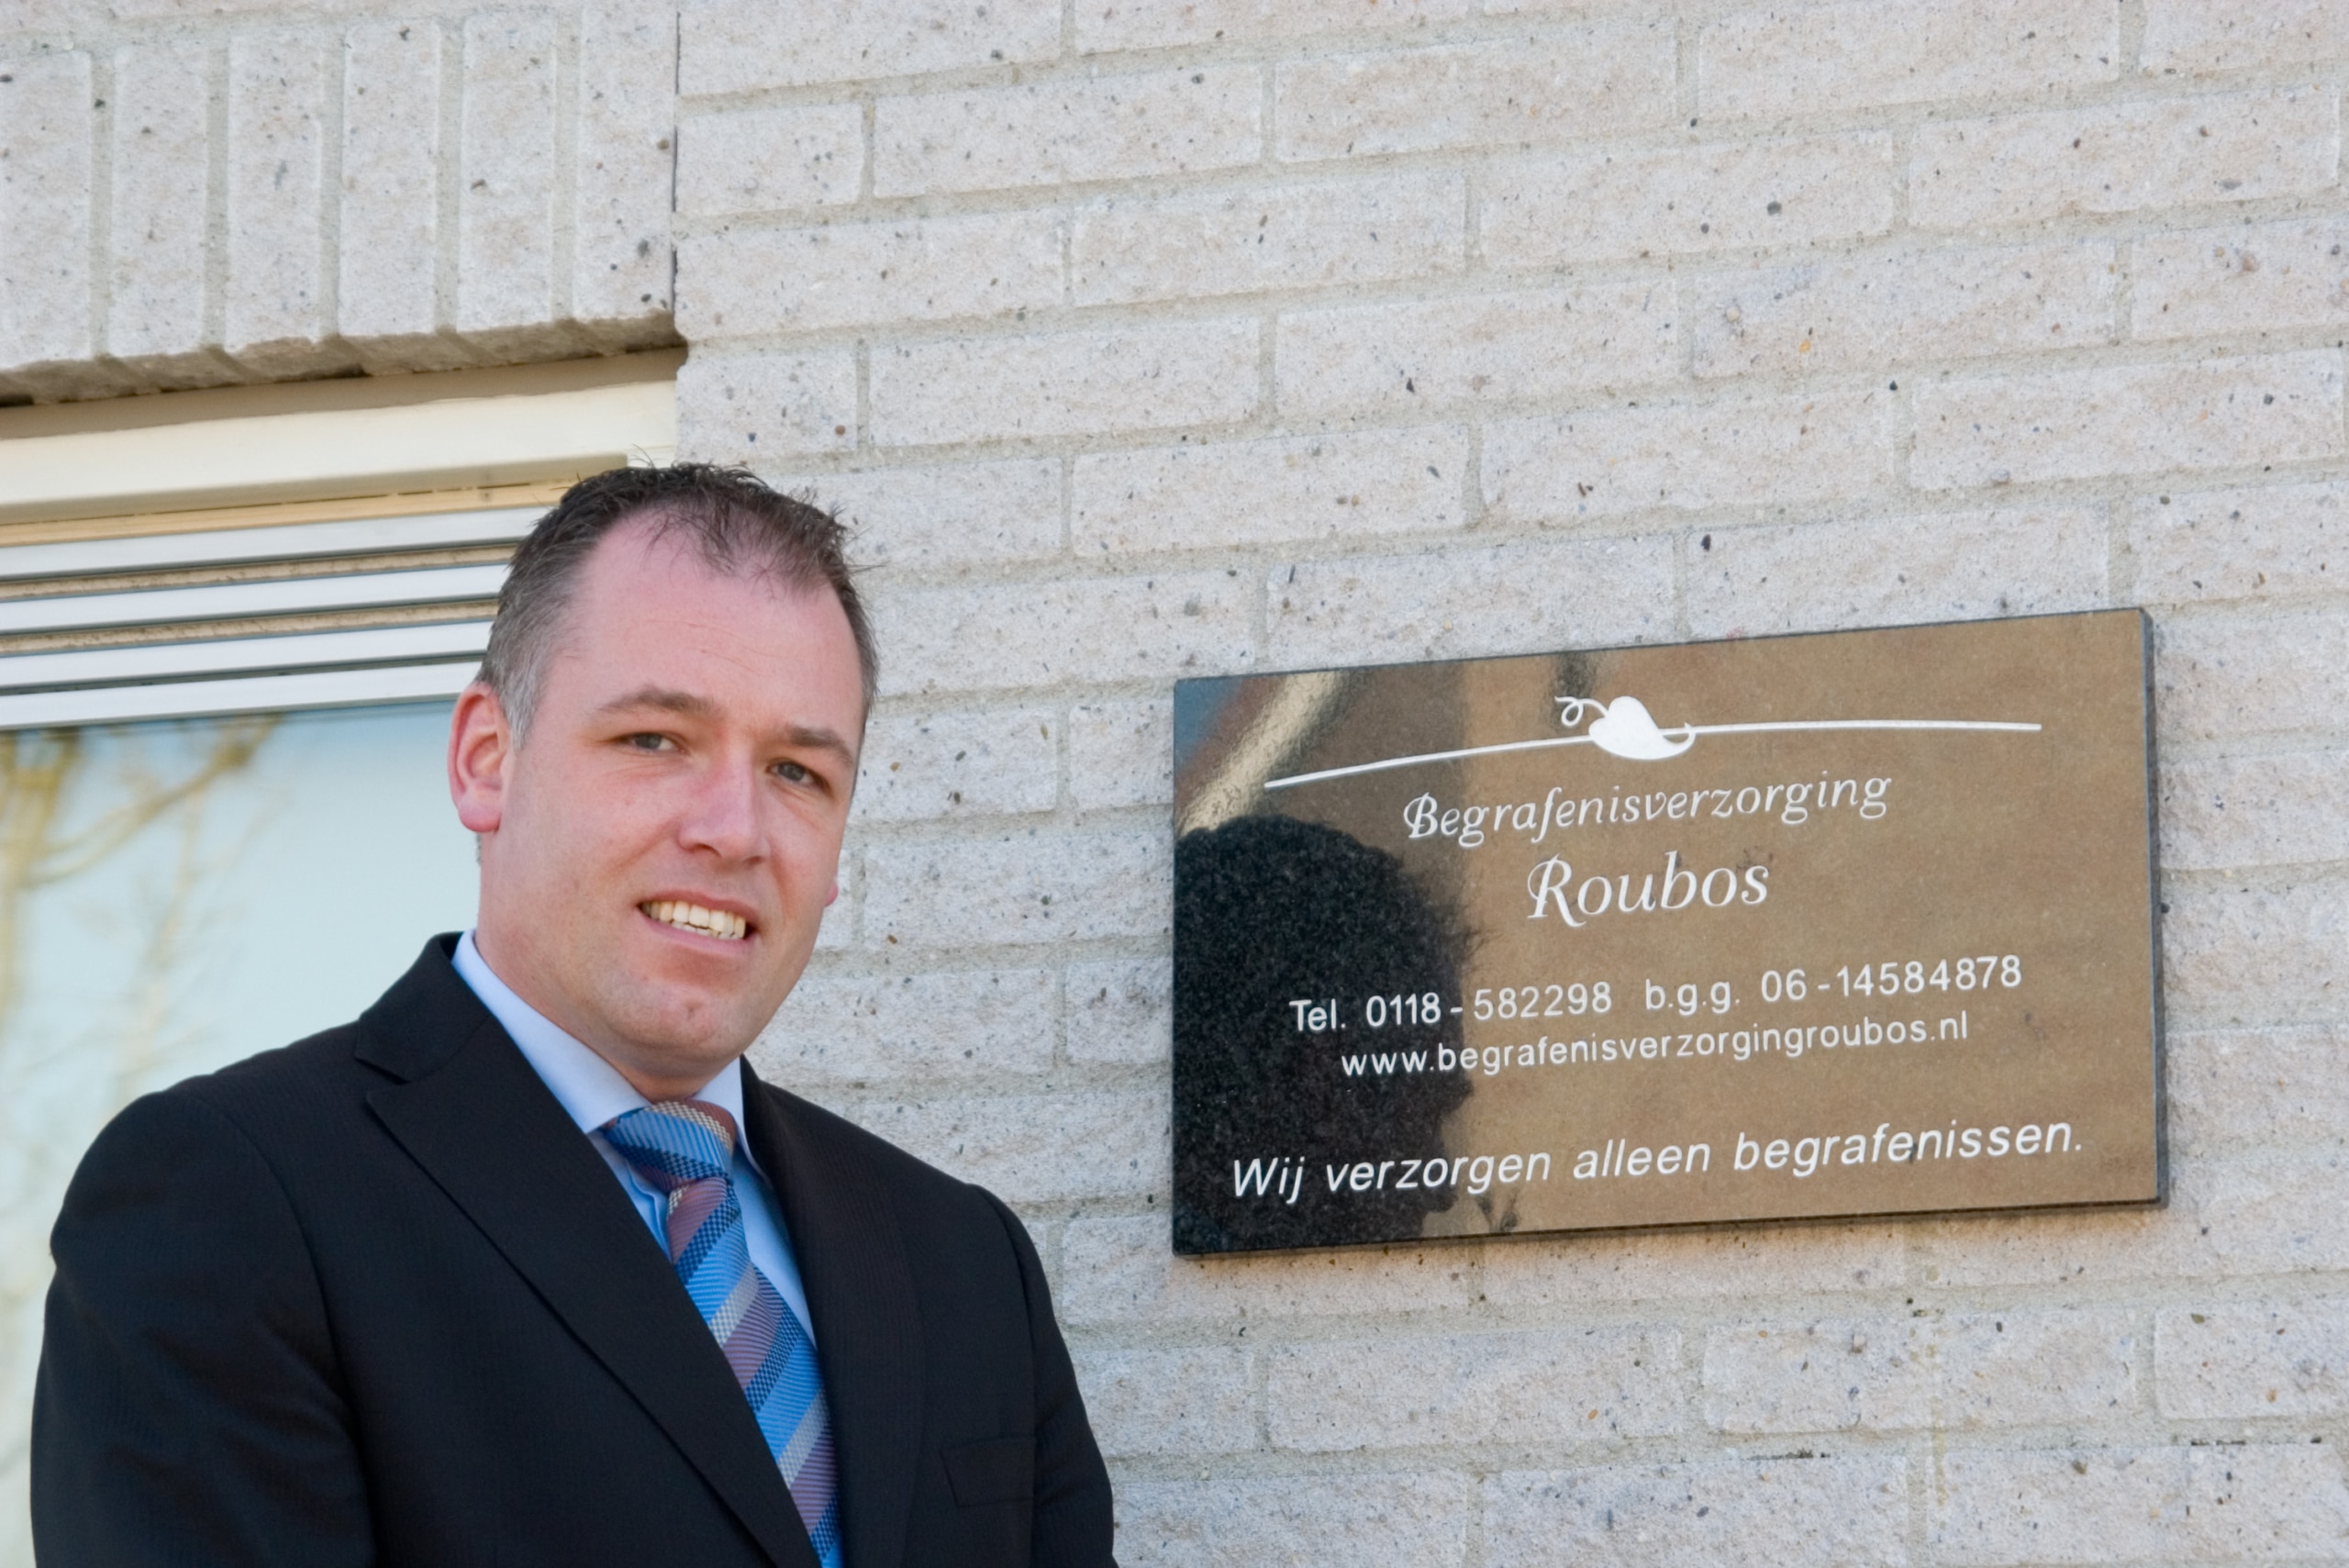 Begrafenisverzorging
Roubos
Tel. 0118-582298 b.g.g. 06-14584878
www.begrafenisverzorgingroubos.nl
Wij verzorgen alleen begrafenissen.